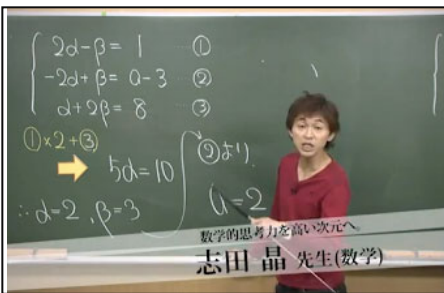 2α-β= 1 …①
-2α+β= a-3 …②
α+2β= 8 …③
①×2+③
5α=10
②より
∴α=2, β=3
a=2
数学的思考力を高い次元へ。
志田 晶 先生(数学)